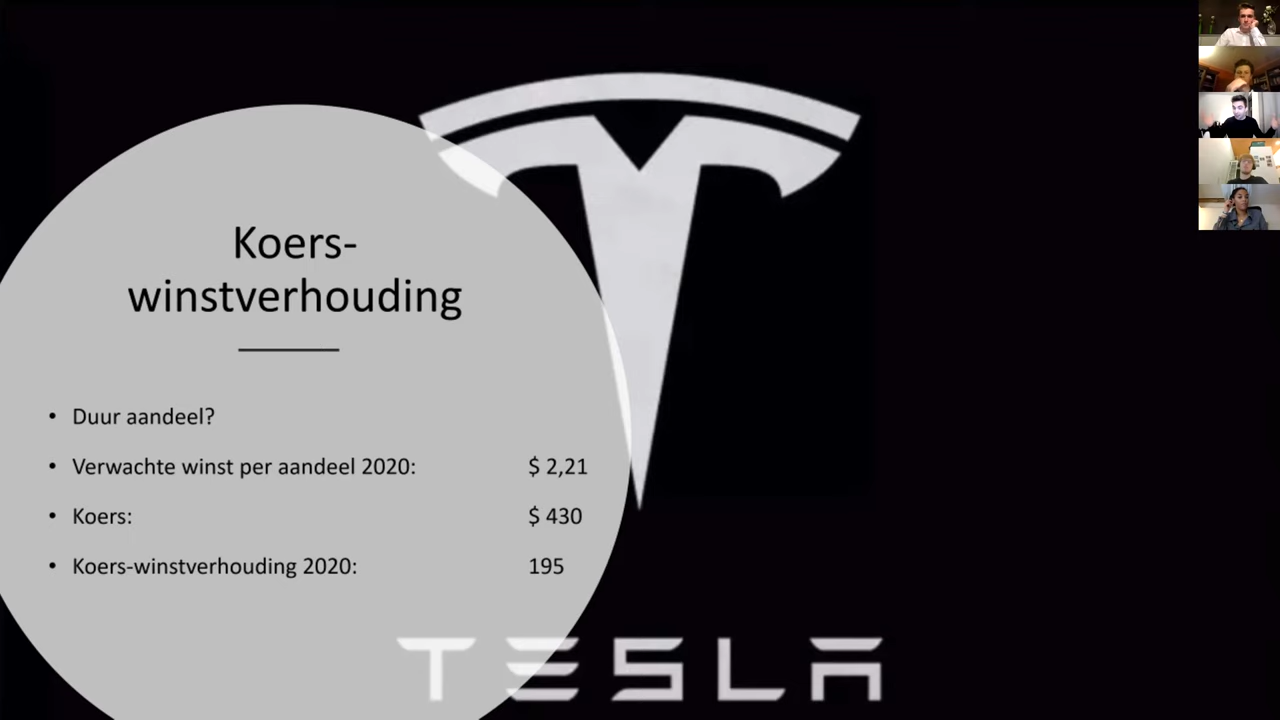 Koers-
winstverhouding
• Duur aandeel?
• Verwachte winst per aandeel 2020: $ 2,21
• Koers: $ 430
• Koers-winstverhouding 2020: 195
TESLA